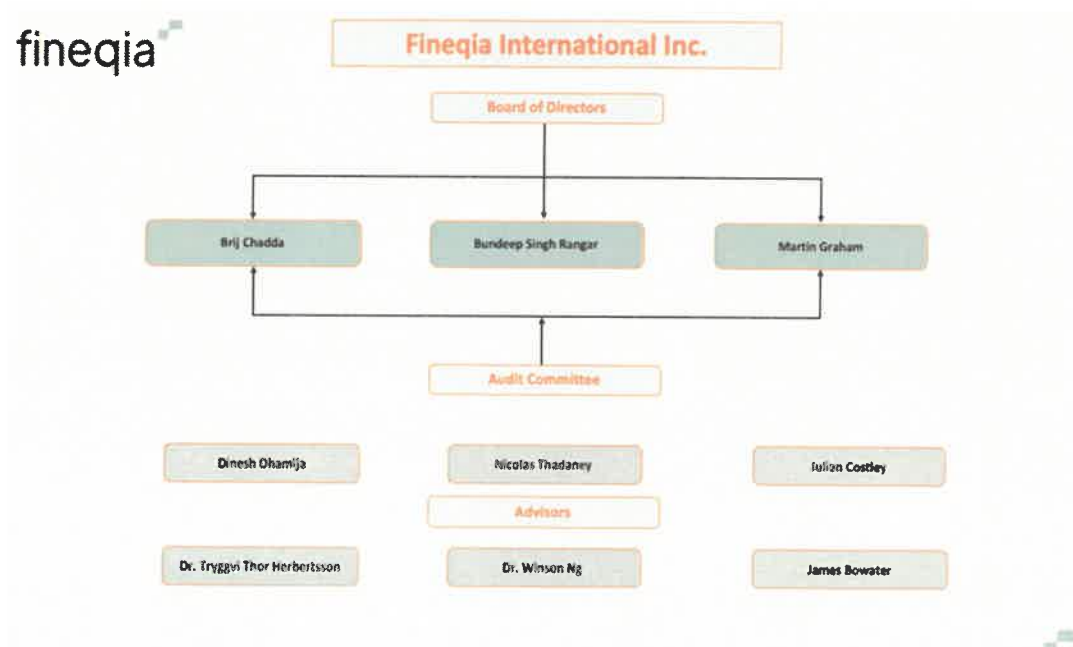 fineqia
Fineqia International Inc.
Board of Directors
Brij Chadda
Bundeep Singh Rangar
Martin Graham
Audit Committee
Dinesh Dhamija
Nicolas Thadaney
Julian Costley
Advisors
Dr. Tryggvi Thor Herbertsson
Dr. Winson Ng
James Bowater